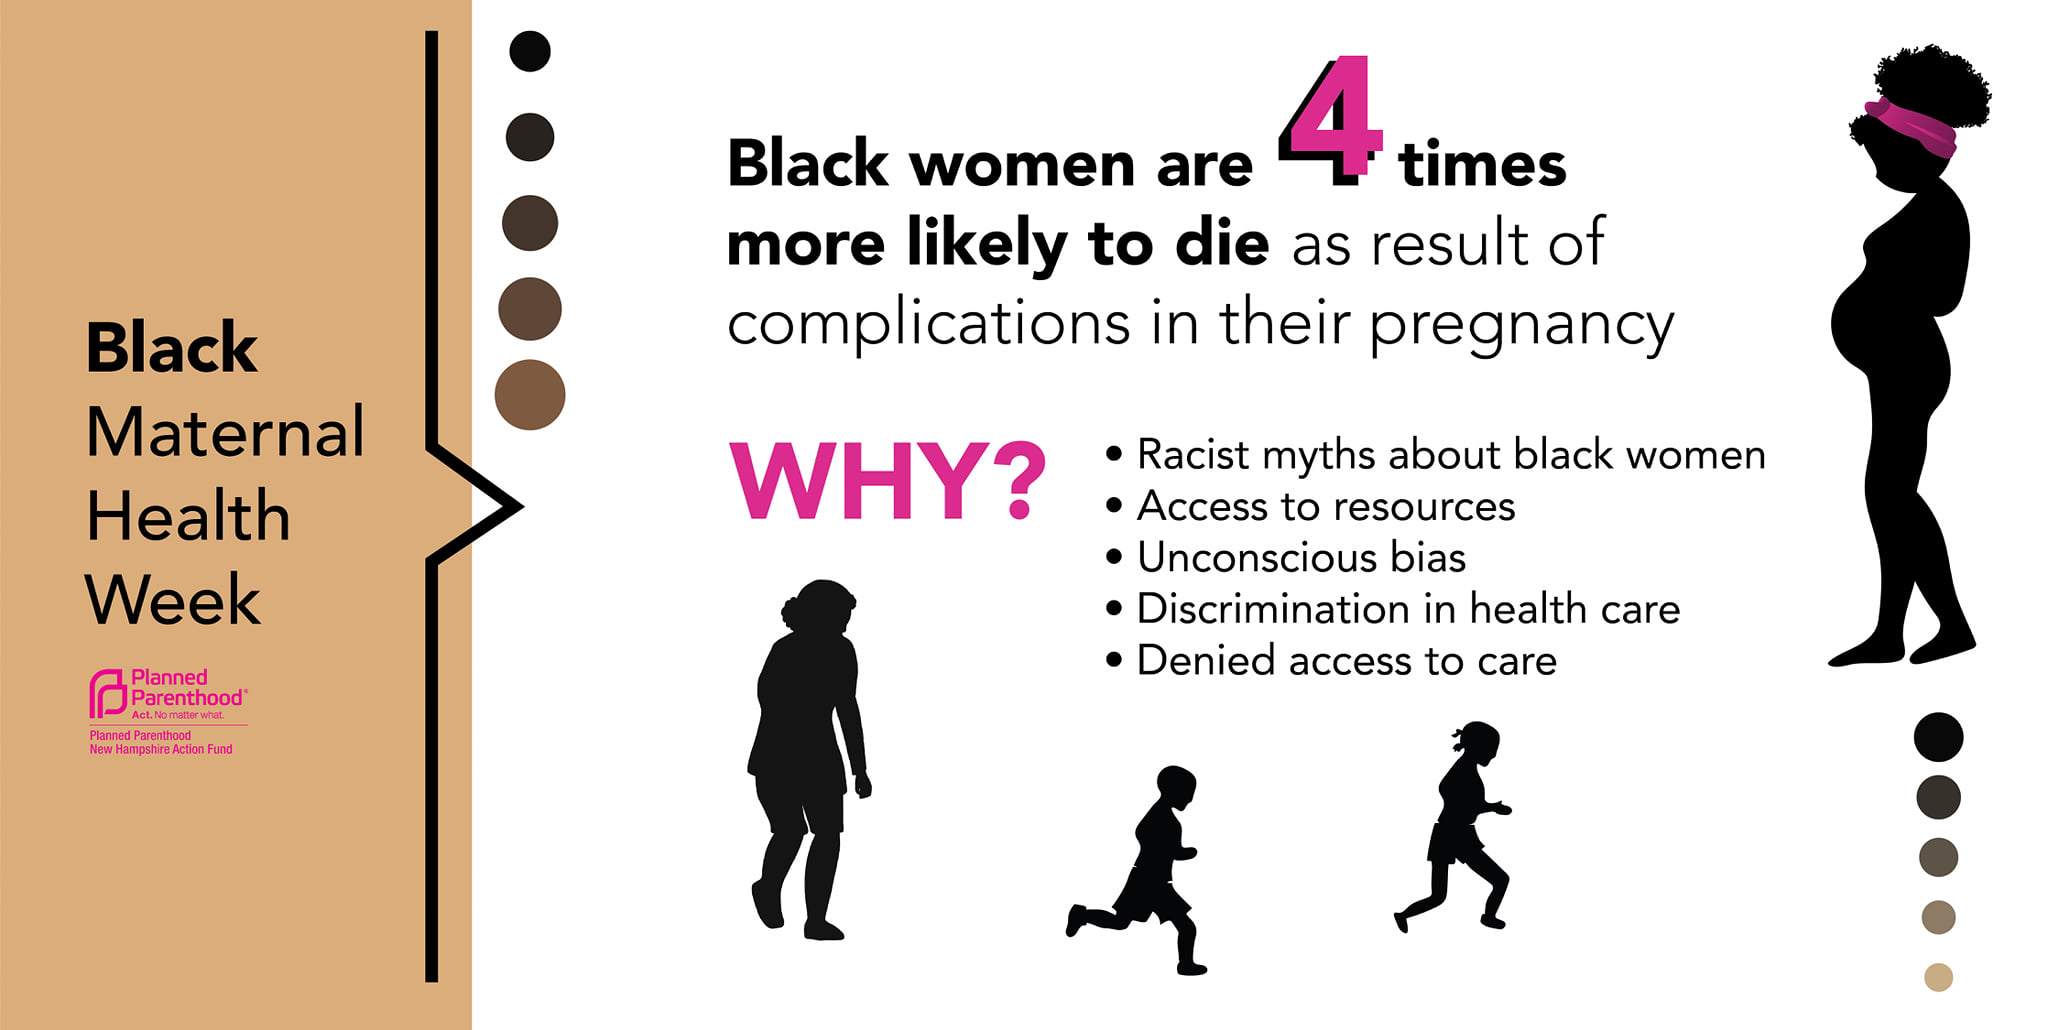 Black
Maternal
Health
Week
Planned
Parenthood®
Act. No matter what.
Planned Parenthood
New Hampshire Action Fund
Black women are 4 times
more likely to die as result of
complications in their pregnancy
WHY?
• Racist myths about black women
• Access to resources
• Unconscious bias
• Discrimination in health care
• Denied access to care